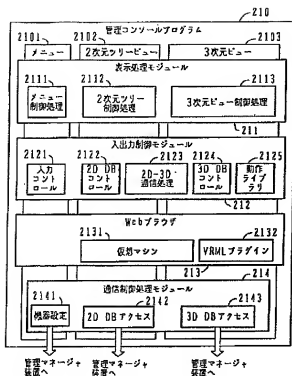 210
管理コンソールプログラム
2101 2102 2103
メニュー 2次元ツリービュー 3次元ビュー
表示処理モジュール
2111 2112 2113
メニュー制御処理 2次元ツリー制御処理 3次元ビュー制御処理
211
入出力制御モジュール
2121 2122 2123 2124 2125
入力コントロール 2D DBコントロール 2D-3D通信処理 3D DBコントロール 動作ライブラリ
212
Webブラウザ
2131 2132
仮想マシン VRMLプラグイン
213 214
通信制御処理モジュール
2141 2142 2143
機器設定 2D DBアクセス 3D DBアクセス
管理マネージャ装置へ 管理マネージャ装置へ 管理マネージャ装置へ